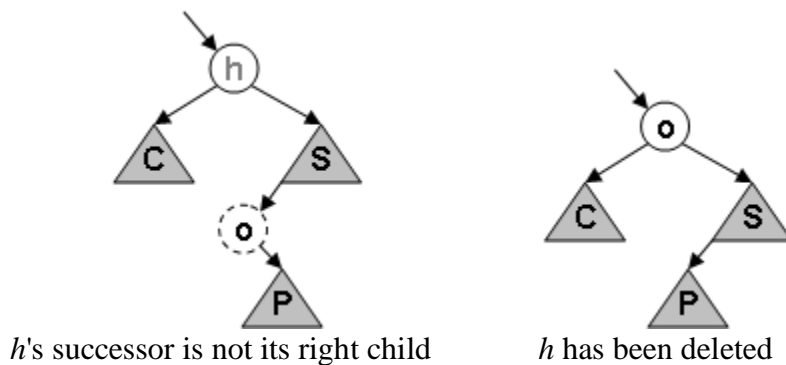 h
C S
o
P
o
C S
P
h's successor is not its right child
h has been deleted